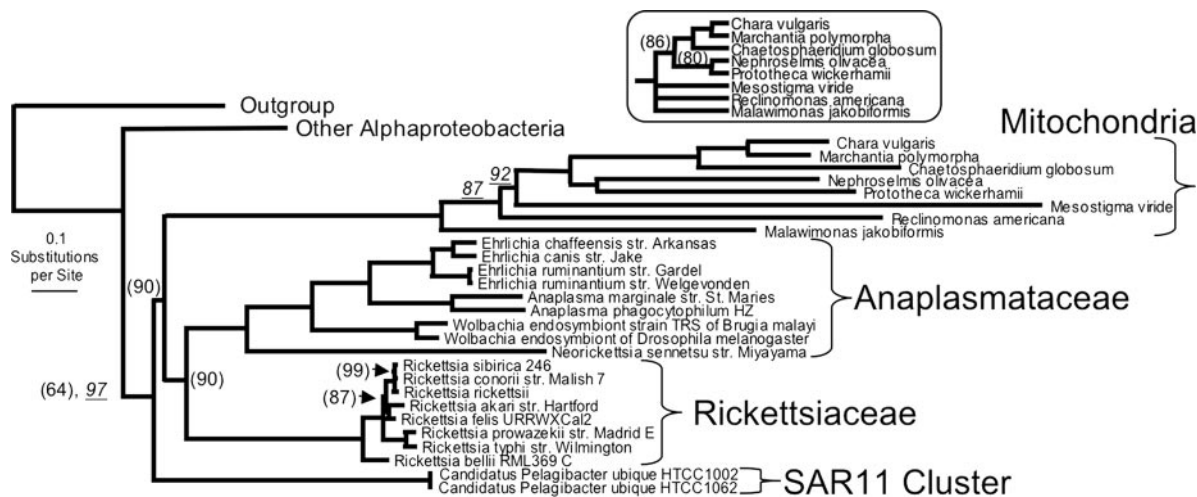 Chara vulgaris
Marchantia polymorpha
(86)
Chaetosphaeridium globosum
(80)
Nephroselmis olivacea
Prototheca wickerhamii
Mesostigma viride
Reclinomonas americana
Malawimonas jakobiformis
Outgroup
Other Alphaproteobacteria
Mitochondria
Chara vulgaris
Marchantia polymorpha
Chaetosphaeridium globosum
92
87
Nephroselmis olivacea
Prototheca wickerhamii
Mesostigma viride
Reclinomonas americana
Malawimonas jakobiformis
0.1
Substitutions
per Site
(90)
Ehrlichia chaffeensis str. Arkansas
Ehrlichia canis str. Jake
Ehrlichia ruminantium str. Gardel
Ehrlichia ruminantium str. Welgevonden
Anaplasma marginale str. St. Maries
Anaplasma phagocytophilum HZ
Wolbachia endosymbiont strain TRS of Brugia malayi
Wolbachia endosymbiont of Drosophila melanogaster
Neorickettsia sennetsu str. Miyayama
Anaplasmataceae
(64), 97
(90)
(99)
(87)
Rickettsia sibirica 246
Rickettsia conorii str. Malish 7
Rickettsia rickettsii
Rickettsia akari str. Hartford
Rickettsia felis URRWXCal2
Rickettsia prowazekii str. Madrid E
Rickettsia typhi str. Wilmington
Rickettsia bellii RML369 C
Rickettsiaceae
Candidatus Pelagibacter ubique HTCC1002
Candidatus Pelagibacter ubique HTCC1062
SAR11 Cluster